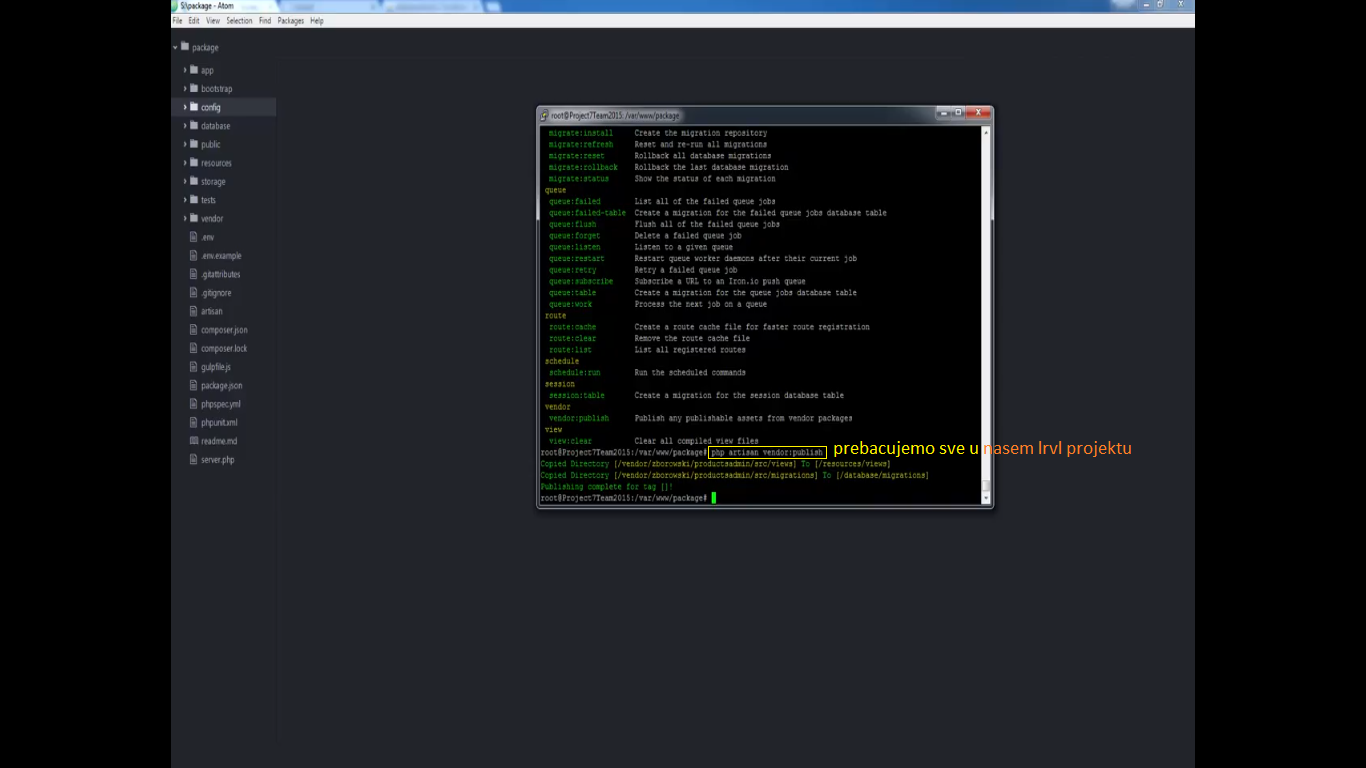 S:\package - Atom
File Edit View Selection Find Packages Help
package
app
bootstrap
config
database
public
resources
storage
tests
vendor
.env
.env.example
.gitattributes
.gitignore
artisan
composer.json
composer.lock
gulpfile.js
package.json
phpspec.yml
phpunit.xml
readme.md
server.php
root@Project7Team2015: /var/www/package
migrate:install Create the migration repository
migrate:refresh Reset and re-run all migrations
migrate:reset Rollback all database migrations
migrate:rollback Rollback the last database migration
migrate:status Show the status of each migration
queue
queue:failed List all of the failed queue jobs
queue:failed-table Create a migration for the failed queue jobs database table
queue:flush Flush all of the failed queue jobs
queue:forget Delete a failed queue job
queue:listen Listen to a given queue
queue:restart Restart queue worker daemons after their current job
queue:retry Retry a failed queue job
queue:subscribe Subscribe a URL to an Iron.io push queue
queue:table Create a migration for the queue jobs database table
queue:work Process the next job on a queue
route
route:cache Create a route cache file for faster route registration
route:clear Remove the route cache file
route:list List all registered routes
schedule
schedule:run Run the scheduled commands
session
session:table Create a migration for the session database table
vendor
vendor:publish Publish any publishable assets from vendor packages
view
view:clear Clear all compiled view files
root@Project7Team2015:/var/www/package# php artisan vendor:publish prebacujemo sve u nasem lrvl projektu
Copied Directory [/vendor/zborowski/productsadmin/src/views] To [/resources/views]
Copied Directory [/vendor/zborowski/productsadmin/src/migrations] To [/database/migrations]
Publishing complete for tag []!
root@Project7Team2015:/var/www/package#